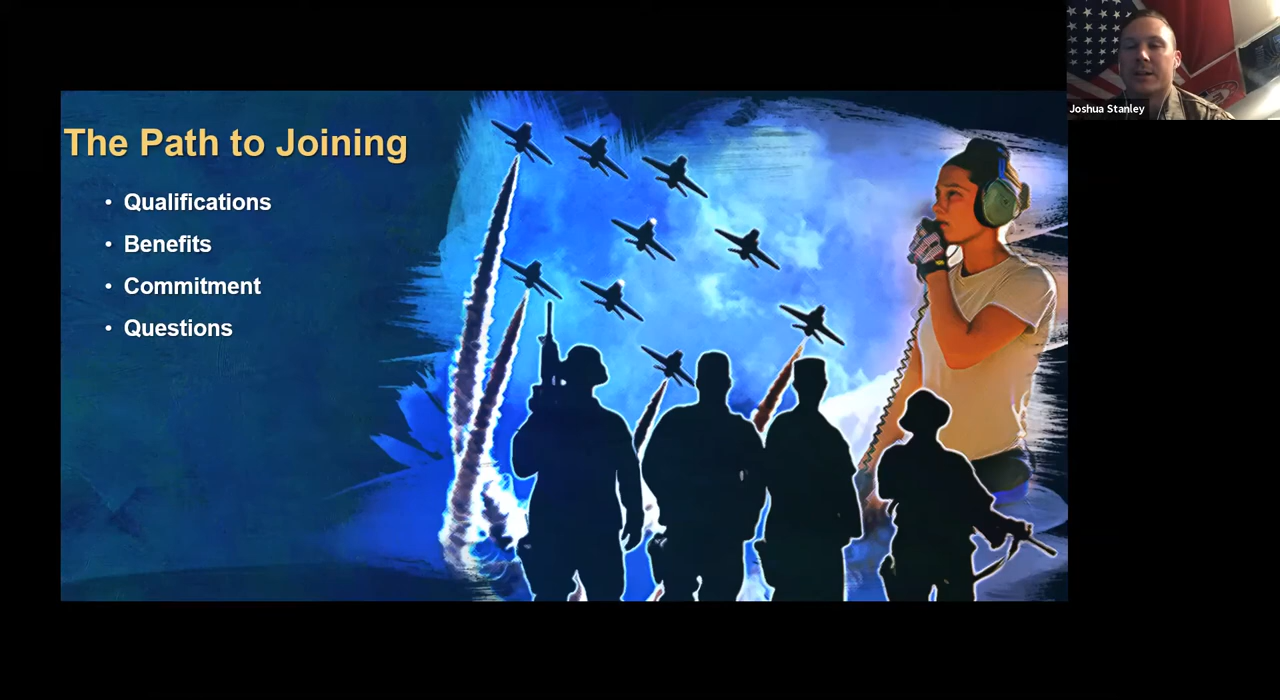 The Path to Joining
• Qualifications
• Benefits
• Commitment
• Questions
Joshua Stanley